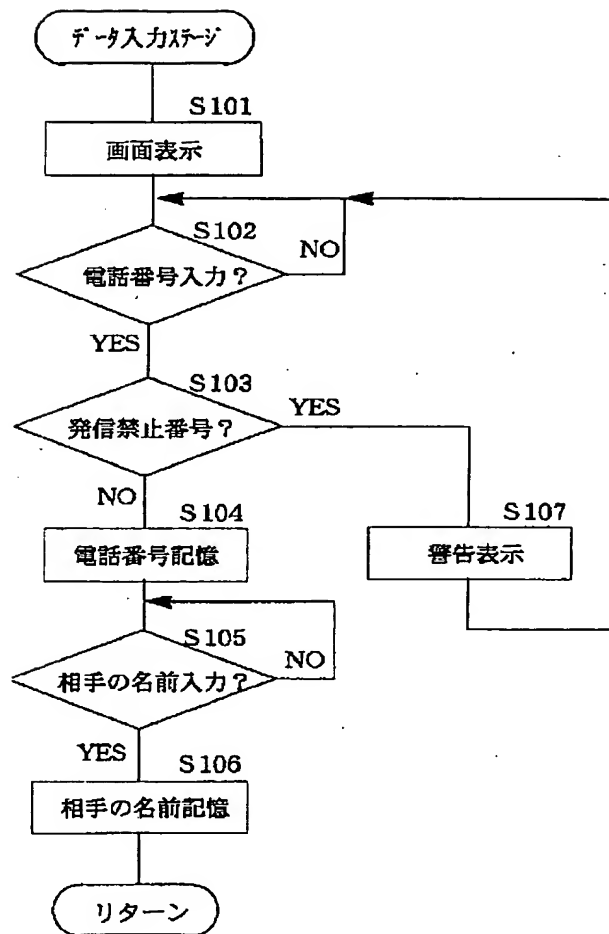 データ入力ステージ
S101
画面表示
S102
電話番号入力？
NO
YES
S103
発信禁止番号？
YES
NO
S104
電話番号記憶
S107
警告表示
S105
相手の名前入力？
NO
YES
S106
相手の名前記憶
リターン